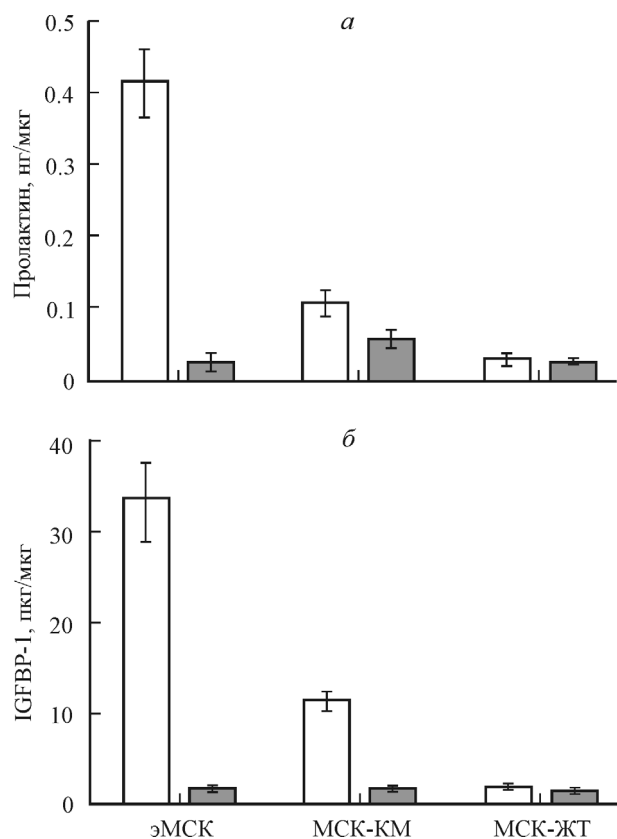 а
0.5
0.4
0.3
0.2
0.1
0
Пролактин, нг/мкг
б
40
30
20
10
0
IGFBP-1, пкг/мкг
эМСК МСК-КМ МСК-ЖТ